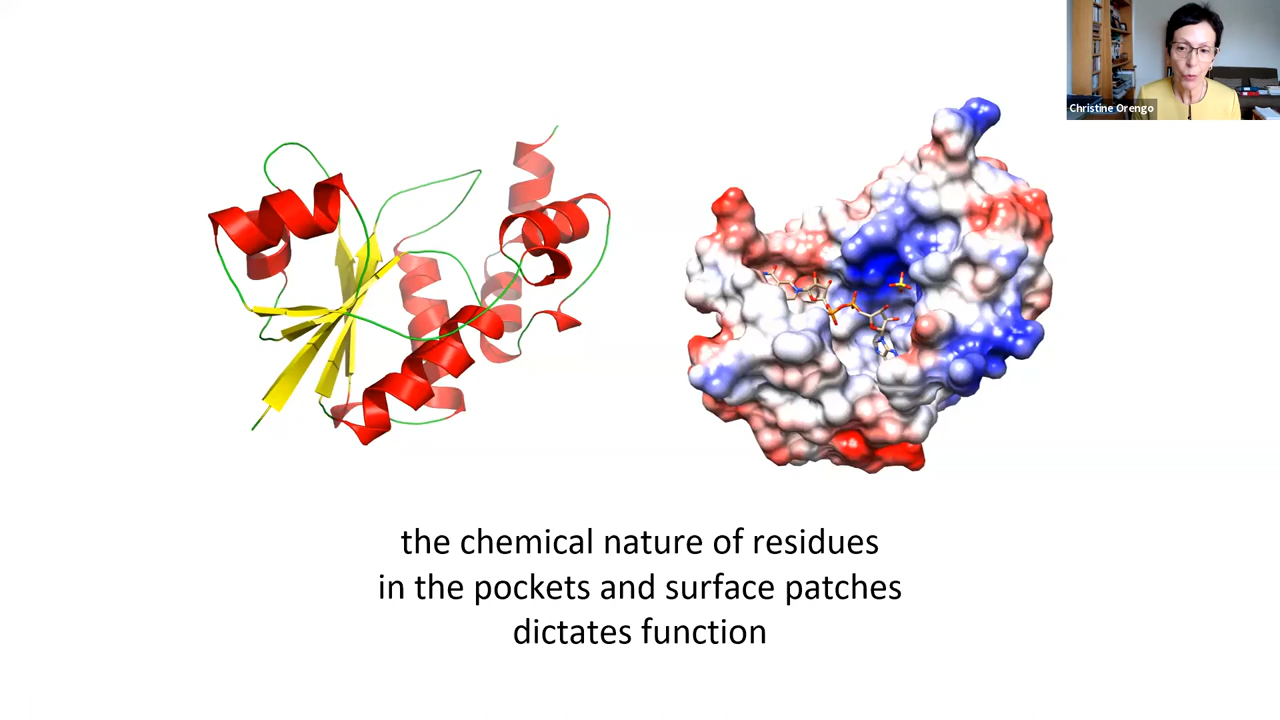 Christine Orengo
the chemical nature of residues
in the pockets and surface patches
dictates function